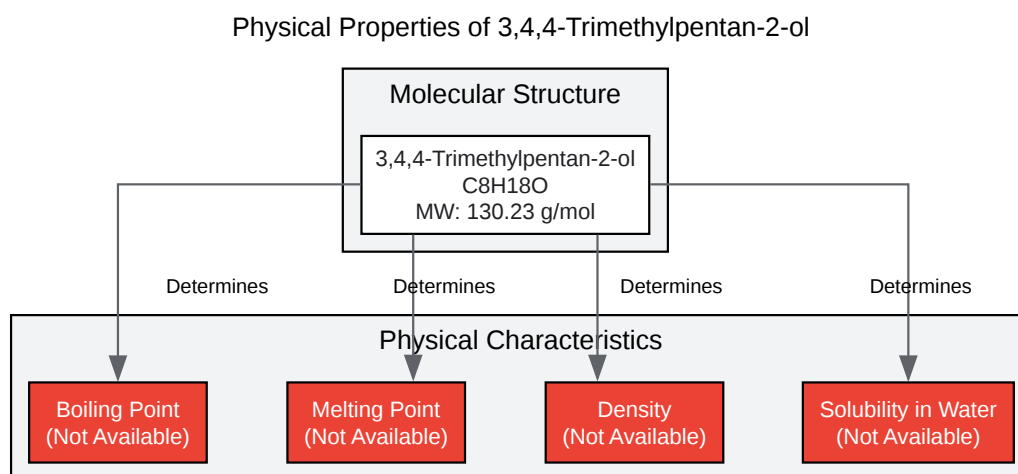 Physical Properties of 3,4,4-Trimethylpentan-2-ol
Molecular Structure
3,4,4-Trimethylpentan-2-ol
C8H18O
MW: 130.23 g/mol
Determines
Determines
Determines
Determines
Physical Characteristics
Boiling Point
(Not Available)
Melting Point
(Not Available)
Density
(Not Available)
Solubility in Water
(Not Available)